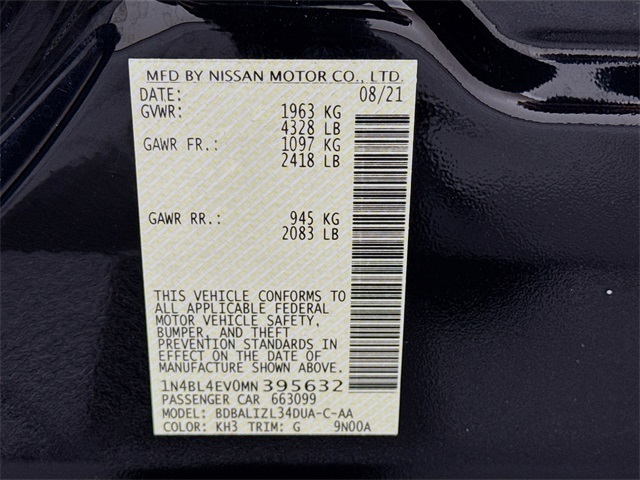 MFD BY NISSAN MOTOR CO., LTD.
DATE: 08/21
GVWR: 1963 KG
4328 LB
GAWR FR.: 1097 KG
2418 LB
GAWR RR.: 945 KG
2083 LB
THIS VEHICLE CONFORMS TO
ALL APPLICABLE FEDERAL
MOTOR VEHICLE SAFETY,
BUMPER, AND THEFT
PREVENTION STANDARDS IN
EFFECT ON THE DATE OF
MANUFACTURE SHOWN ABOVE.
1N4BL4EV0MN395632
PASSENGER CAR 663099
MODEL: BDBALIZL34DUA-C-AA
COLOR: KH3 TRIM: G 9N00A